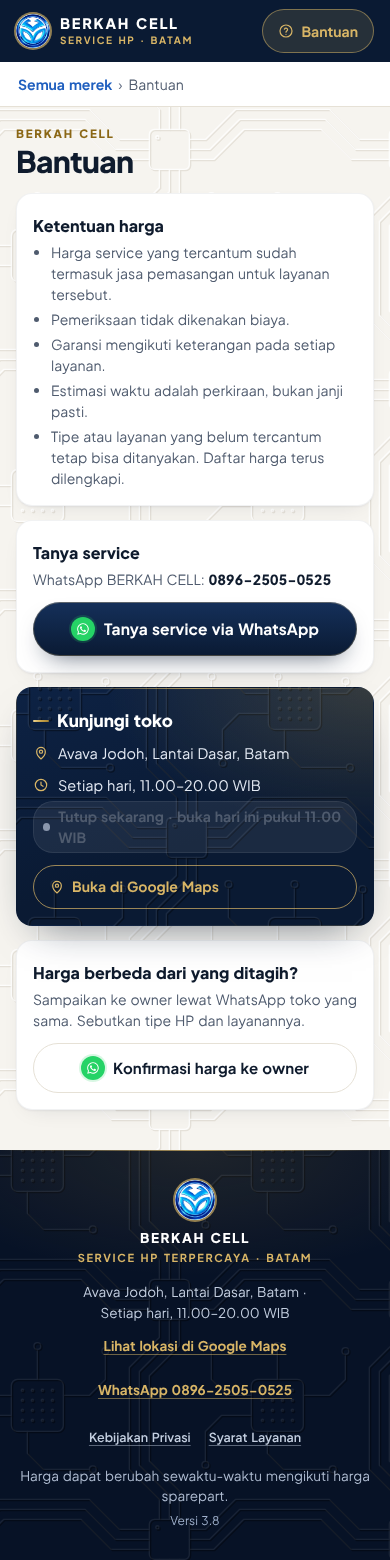 BERKAH CELL
SERVICE HP · BATAM
Bantuan
Semua merek › Bantuan
BERKAH CELL
Bantuan
Ketentuan harga
• Harga service yang tercantum sudah
termasuk jasa pemasangan untuk layanan
tersebut.
• Pemeriksaan tidak dikenakan biaya.
• Garansi mengikuti keterangan pada setiap
layanan.
• Estimasi waktu adalah perkiraan, bukan janji
pasti.
• Tipe atau layanan yang belum tercantum
tetap bisa ditanyakan. Daftar harga terus
dilengkapi.
Tanya service
WhatsApp BERKAH CELL: 0896-2505-0525
Tanya service via WhatsApp
Kunjungi toko
Avava Jodoh, Lantai Dasar, Batam
Setiap hari, 11.00–20.00 WIB
Tutup sekarang · buka hari ini pukul 11.00
WIB
Buka di Google Maps
Harga berbeda dari yang ditagih?
Sampaikan ke owner lewat WhatsApp toko yang
sama. Sebutkan tipe HP dan layanannya.
Konfirmasi harga ke owner
BERKAH CELL
SERVICE HP TERPERCAYA · BATAM
Avava Jodoh, Lantai Dasar, Batam ·
Setiap hari, 11.00–20.00 WIB
Lihat lokasi di Google Maps
WhatsApp 0896-2505-0525
Kebijakan Privasi Syarat Layanan
Harga dapat berubah sewaktu-waktu mengikuti harga
sparepart.
Versi 3.8